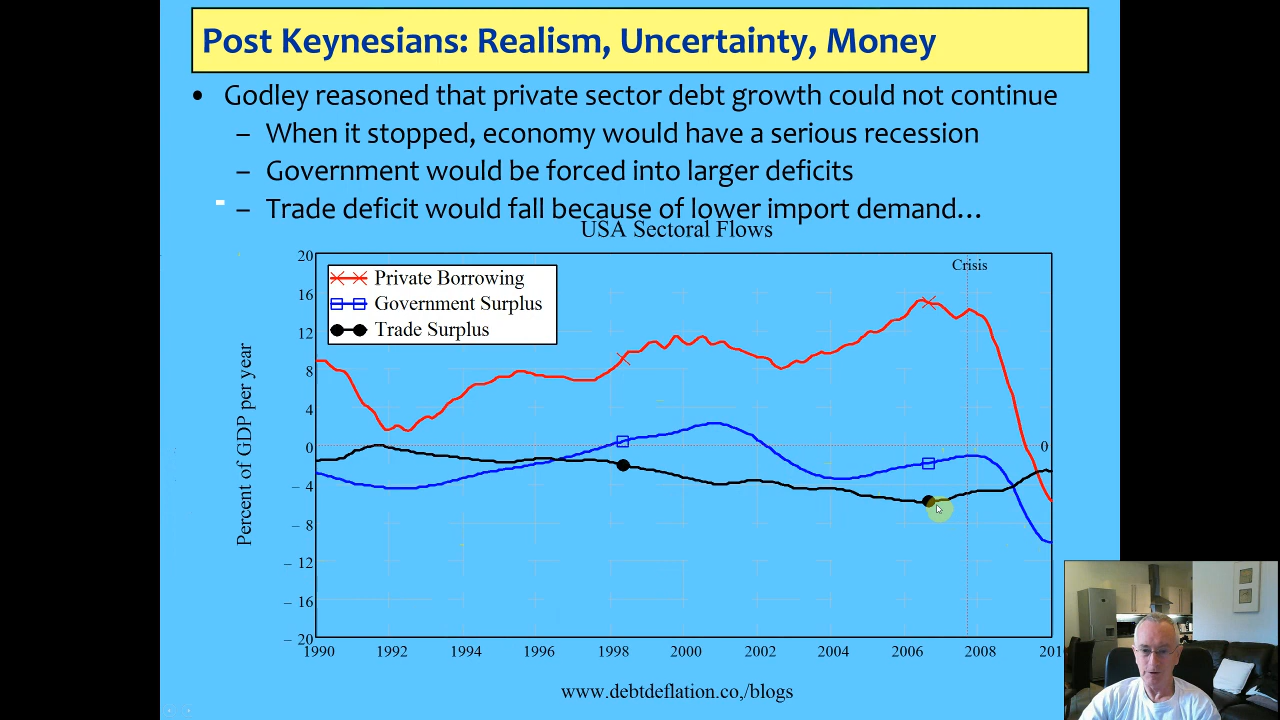 Post Keynesians: Realism, Uncertainty, Money
• Godley reasoned that private sector debt growth could not continue
– When it stopped, economy would have a serious recession
– Government would be forced into larger deficits
– Trade deficit would fall because of lower import demand…
USA Sectoral Flows
Crisis
Private Borrowing
Government Surplus
Trade Surplus
Percent of GDP per year
20
16
12
8
4
0
0
– 4
– 8
– 12
– 16
– 20
1990 1992 1994 1996 1998 2000 2002 2004 2006 2008 201
www.debtdeflation.co,/blogs